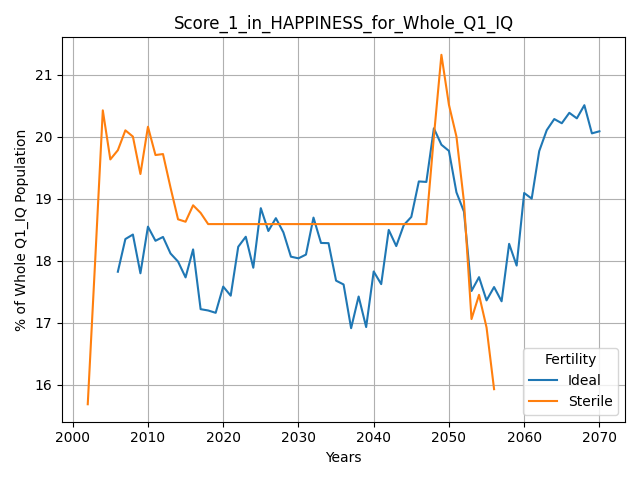 Score_1_in_HAPPINESS_for_Whole_Q1_IQ
% of Whole Q1_IQ Population
21
20
19
18
17
16
2000
2010
2020
2030
2040
2050
2060
2070
Years
Fertility
Ideal
Sterile